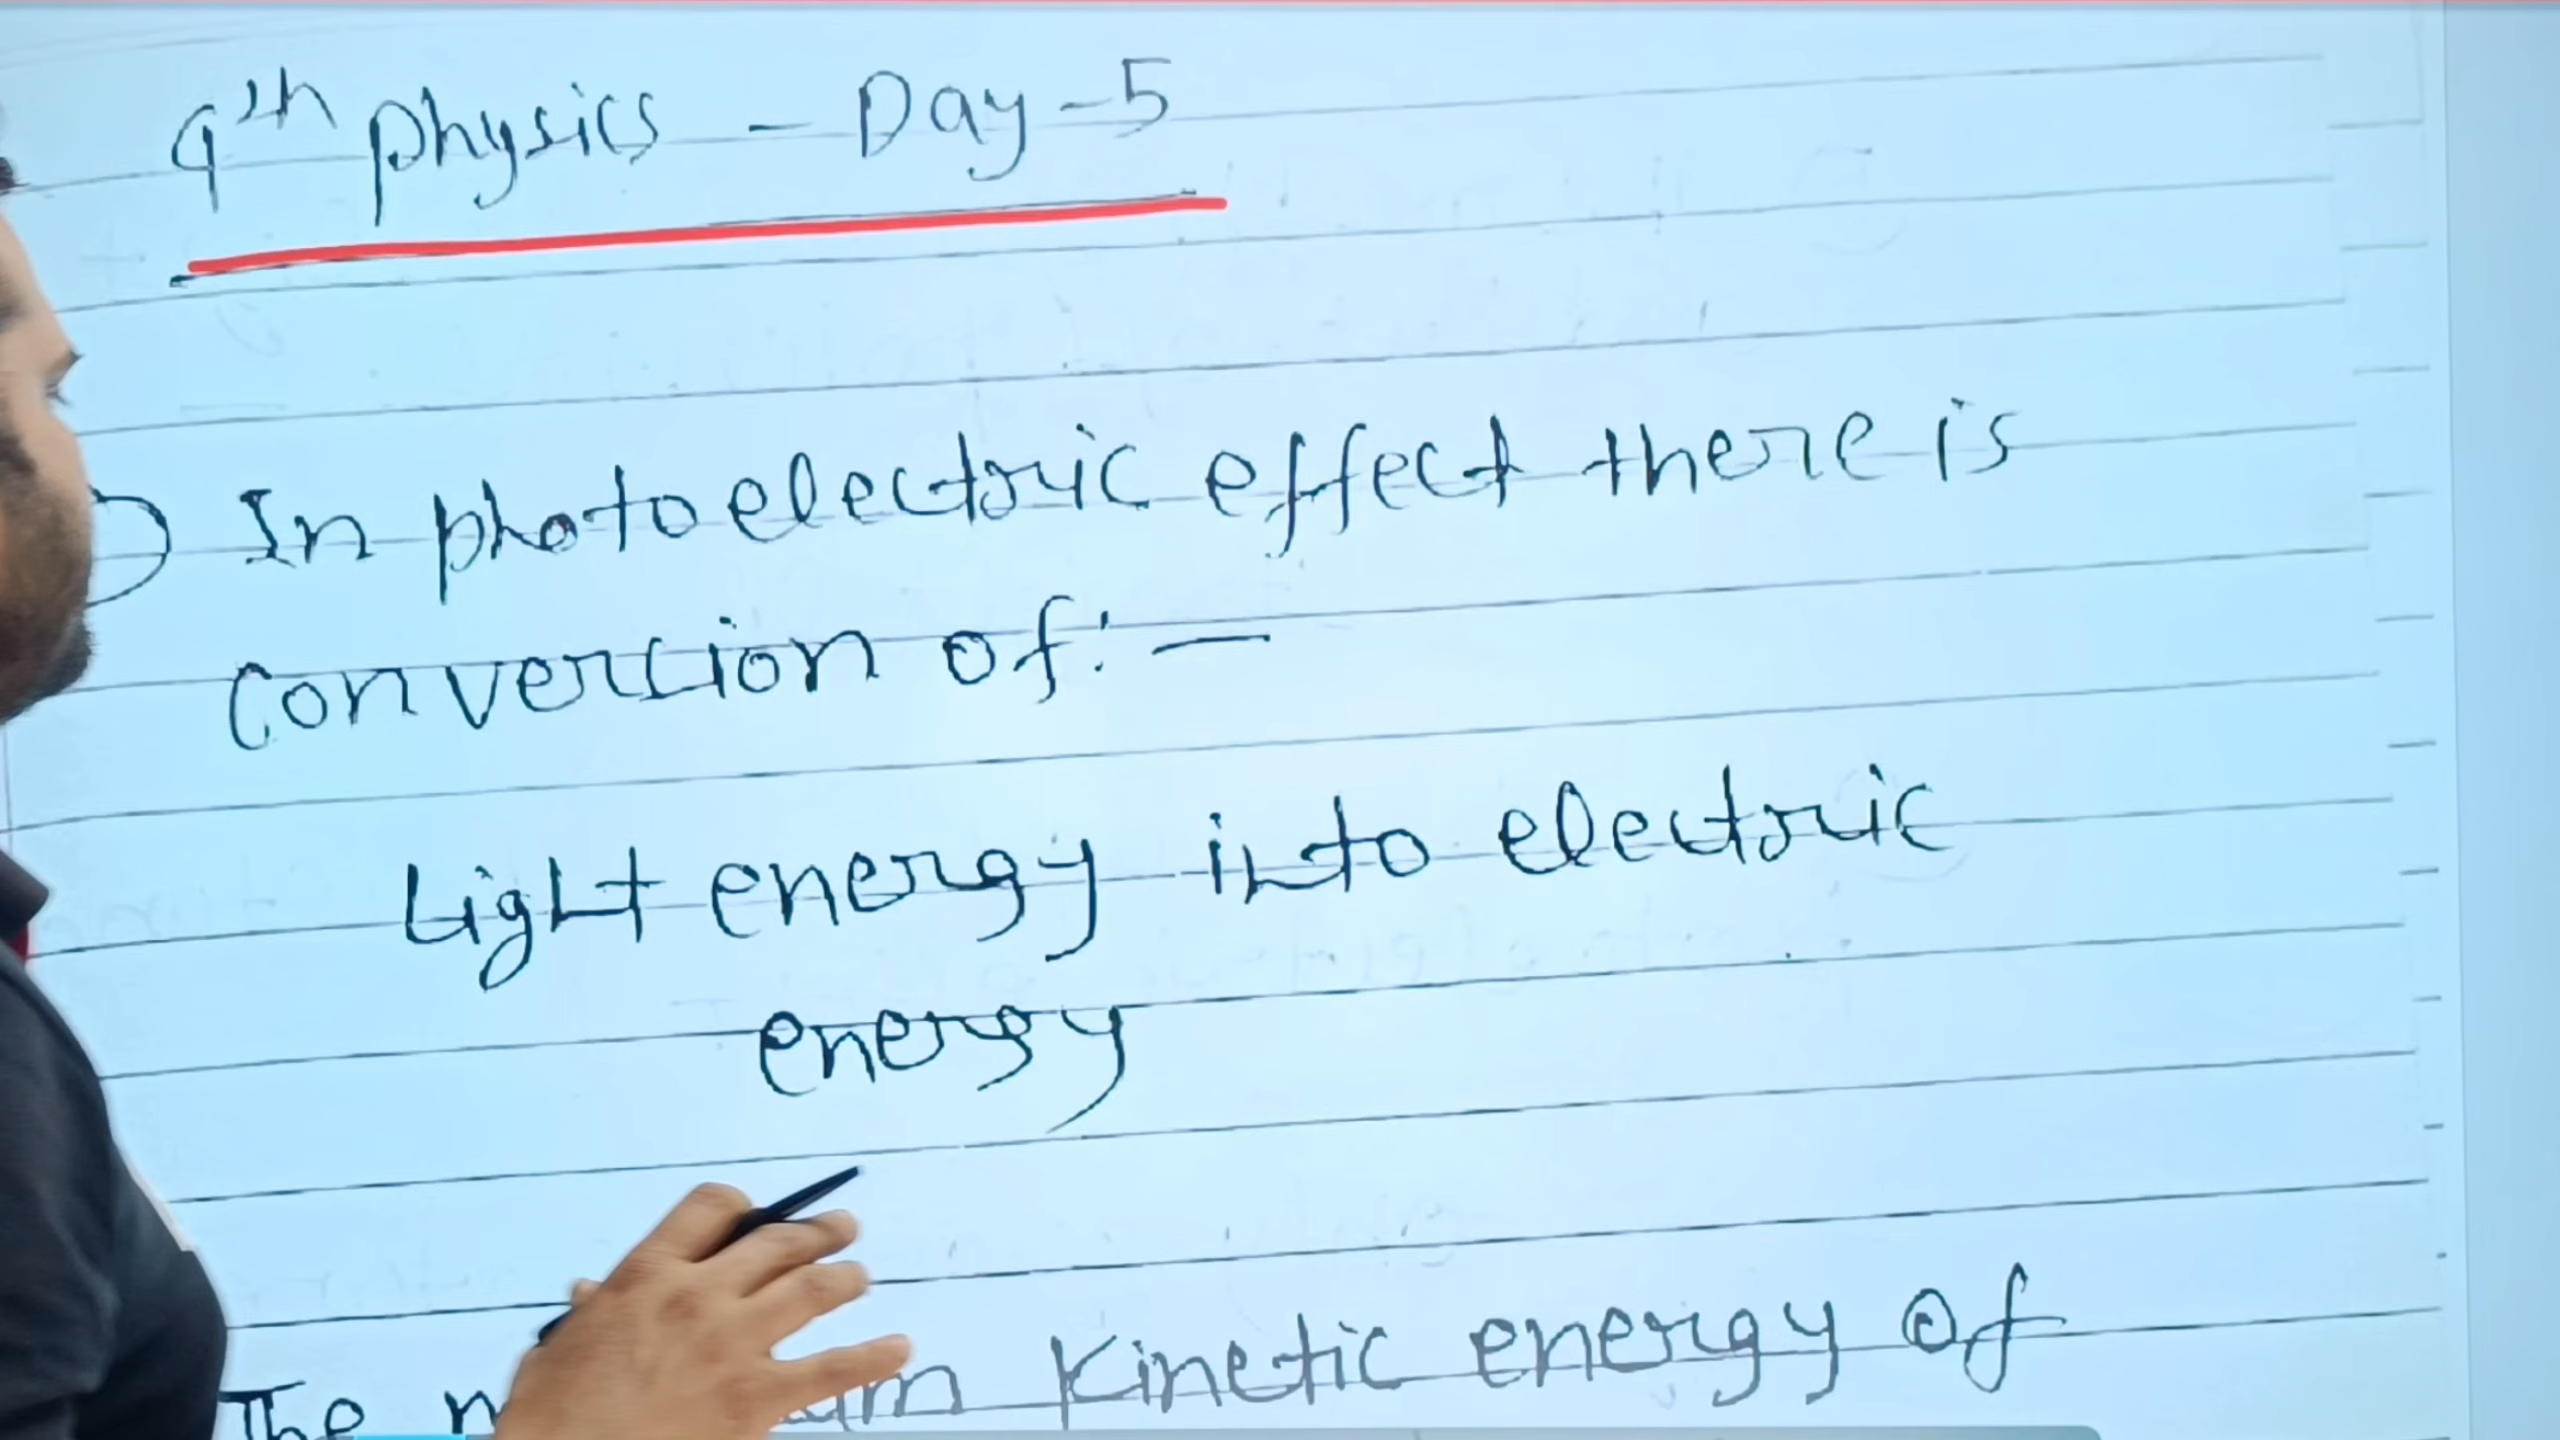 9th physics - Day - 5
In photoelectric effect there is
Convercion of: -
Light energy into electric
energy
The Kinetic energy of